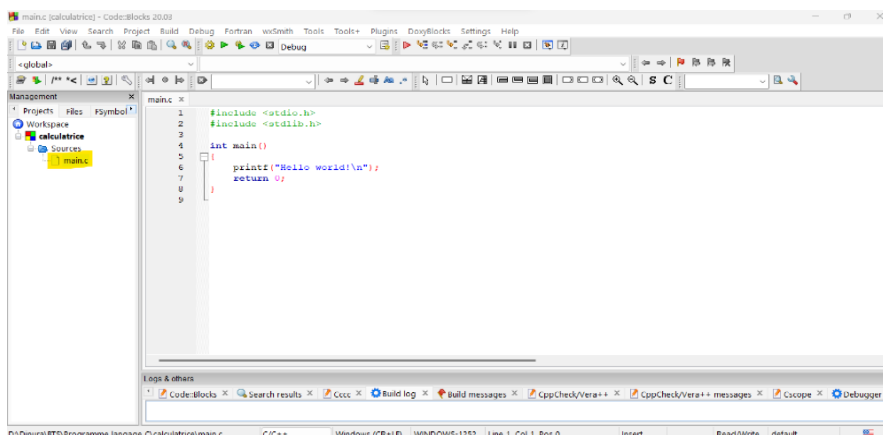 main.c [calculatrice] - Code::Blocks 20.03
File Edit View Search Project Build Debug Fortran wxSmith Tools Tools+ Plugins DoxyBlocks Settings Help
Debug
<global>
/** *<
S C
Management
main.c
Projects Files FSymbol
Workspace
calculatrice
Sources
main.c
1 #include <stdio.h>
2 #include <stdlib.h>
3
4 int main()
5 {
6 printf("Hello world!\n");
7 return 0;
8 }
9
Logs & others
Code::Blocks Search results Cccc Build log Build messages CppCheck/Vera++ CppCheck/Vera++ messages Cscope Debugger
C/C++ Windows (CR+LF) WINDOWS-1252 Line 1, Col 1, Pos 0 Insert Read/Write default